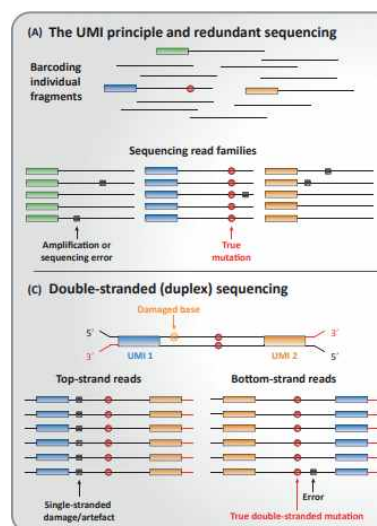 (A) The UMI principle and redundant sequencing
Barcoding
individual
fragments
Sequencing read families
Amplification or
sequencing error
True
mutation
(C) Double-stranded (duplex) sequencing
Damaged base
5´
3´
UMI 1
UMI 2
3´
5´
Top-strand reads
Bottom-strand reads
Single-stranded
damage/artefact
Error
True double-stranded mutation